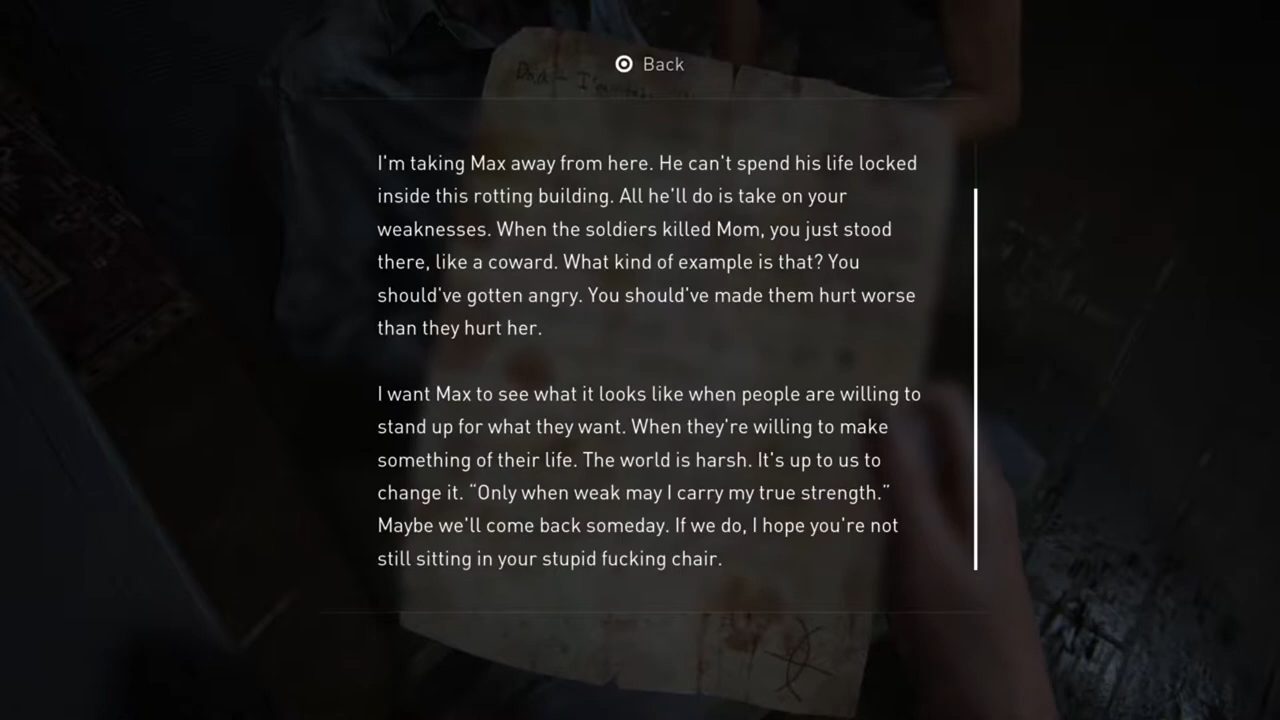 Back
I'm taking Max away from here. He can't spend his life locked
inside this rotting building. All he'll do is take on your
weaknesses. When the soldiers killed Mom, you just stood
there, like a coward. What kind of example is that? You
should've gotten angry. You should've made them hurt worse
than they hurt her.
I want Max to see what it looks like when people are willing to
stand up for what they want. When they're willing to make
something of their life. The world is harsh. It's up to us to
change it. “Only when weak may I carry my true strength.”
Maybe we'll come back someday. If we do, I hope you're not
still sitting in your stupid fucking chair.